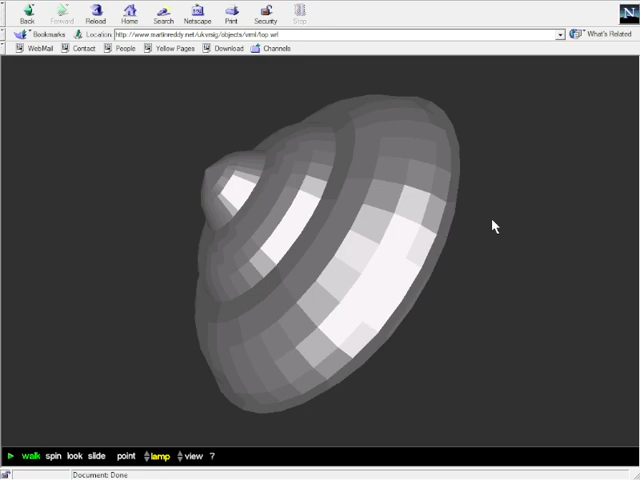 Back Forward Reload Home Search Netscape Print Security Stop N
Bookmarks Location: http://www.martinreddy.net/ukvrsig/objects/vrml/top.wrl What's Related
WebMail Contact People Yellow Pages Download Channels
walk spin look slide point lamp view ?
Document: Done